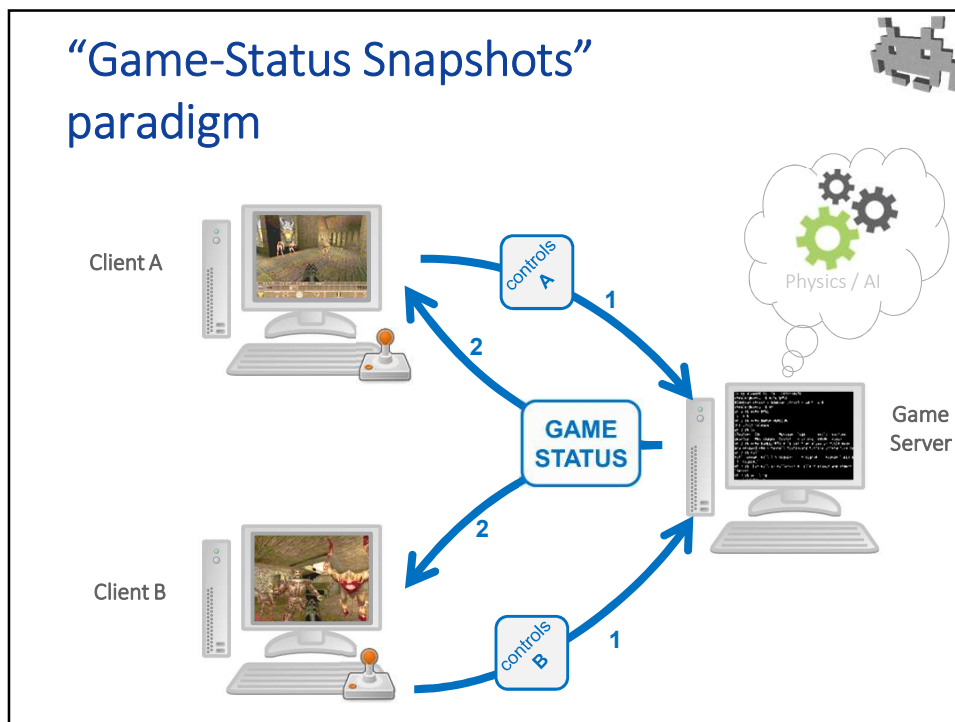 “Game-Status Snapshots”
paradigm
Client A
controls
A
1
Physics / AI
2
GAME
STATUS
Game
Server
2
Client B
controls
B
1